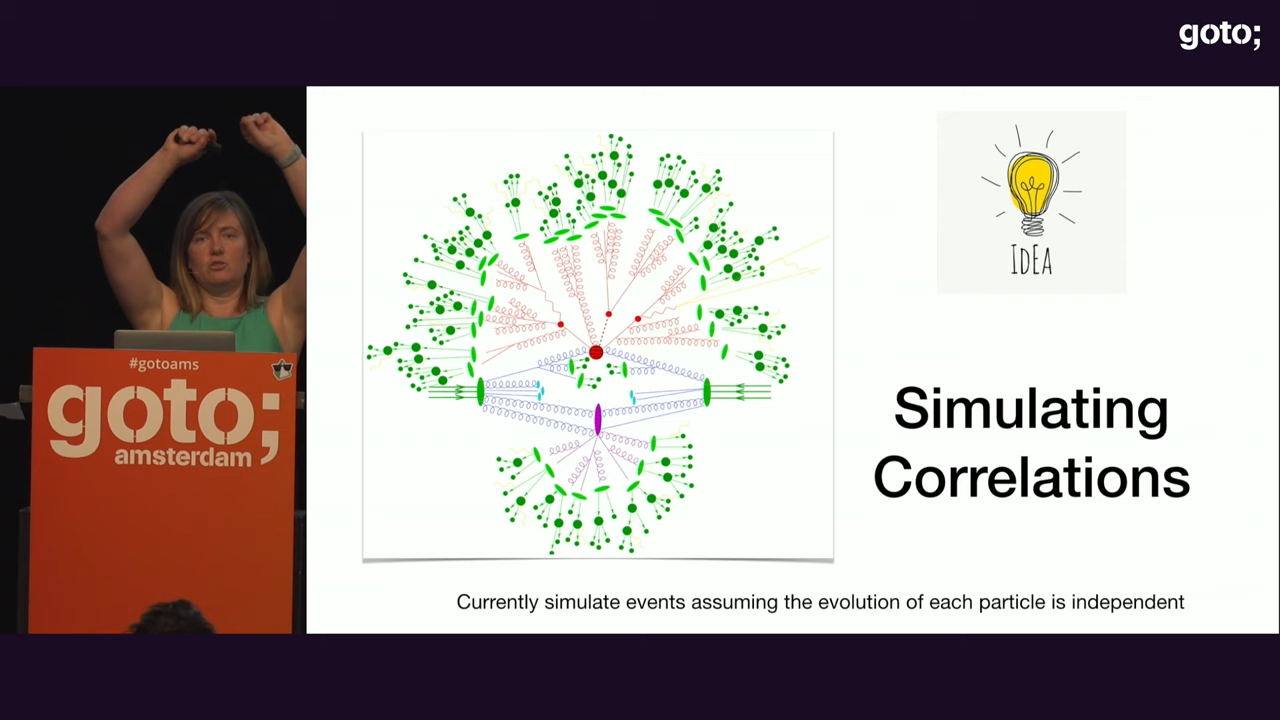 goto;
#gotoams
goto;
amsterdam
IDEA
Simulating
Correlations
Currently simulate events assuming the evolution of each particle is independent